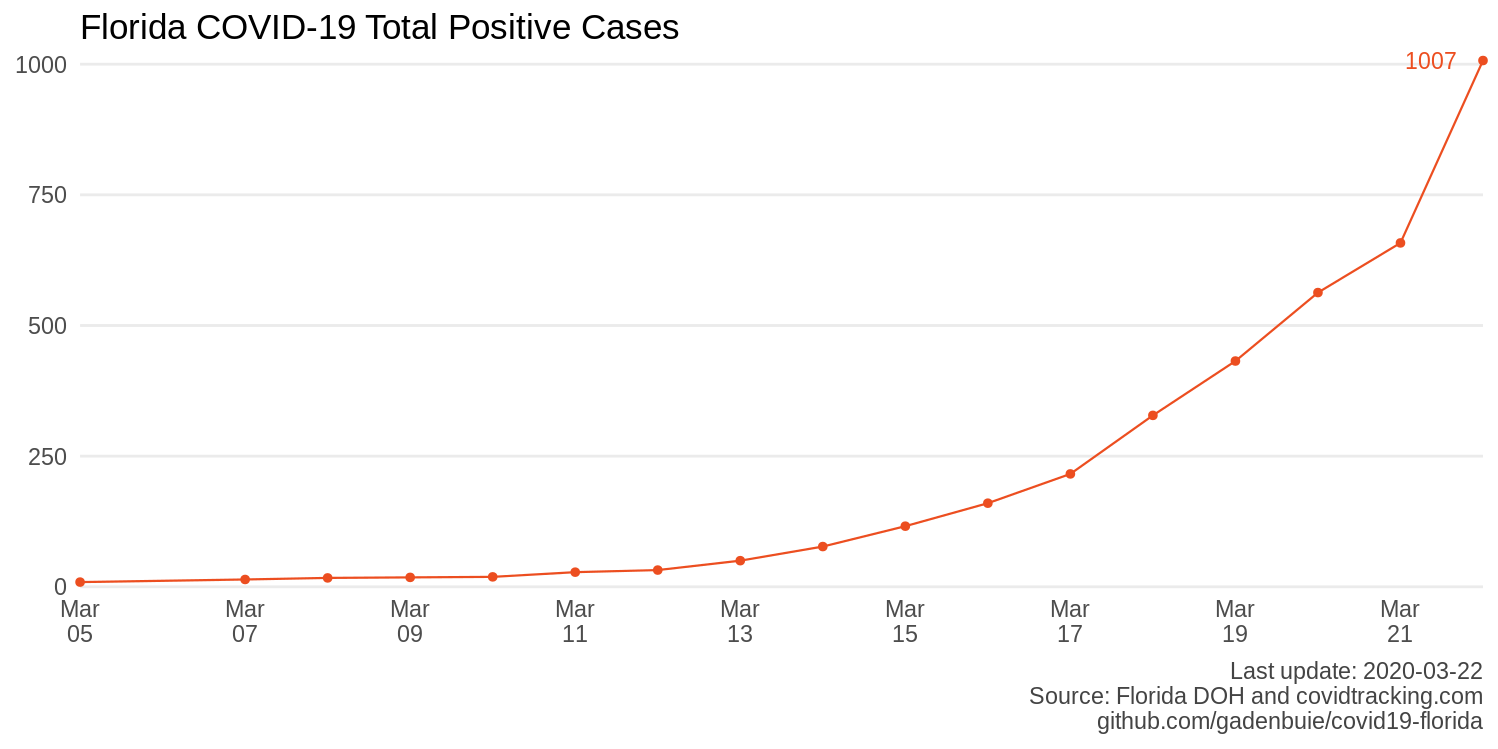 Florida COVID-19 Total Positive Cases
1000
1007
750
500
250
0
Mar Mar Mar Mar Mar Mar Mar Mar Mar
05 07 09 11 13 15 17 19 21
Last update: 2020-03-22
Source: Florida DOH and covidtracking.com
github.com/gadenbuie/covid19-florida